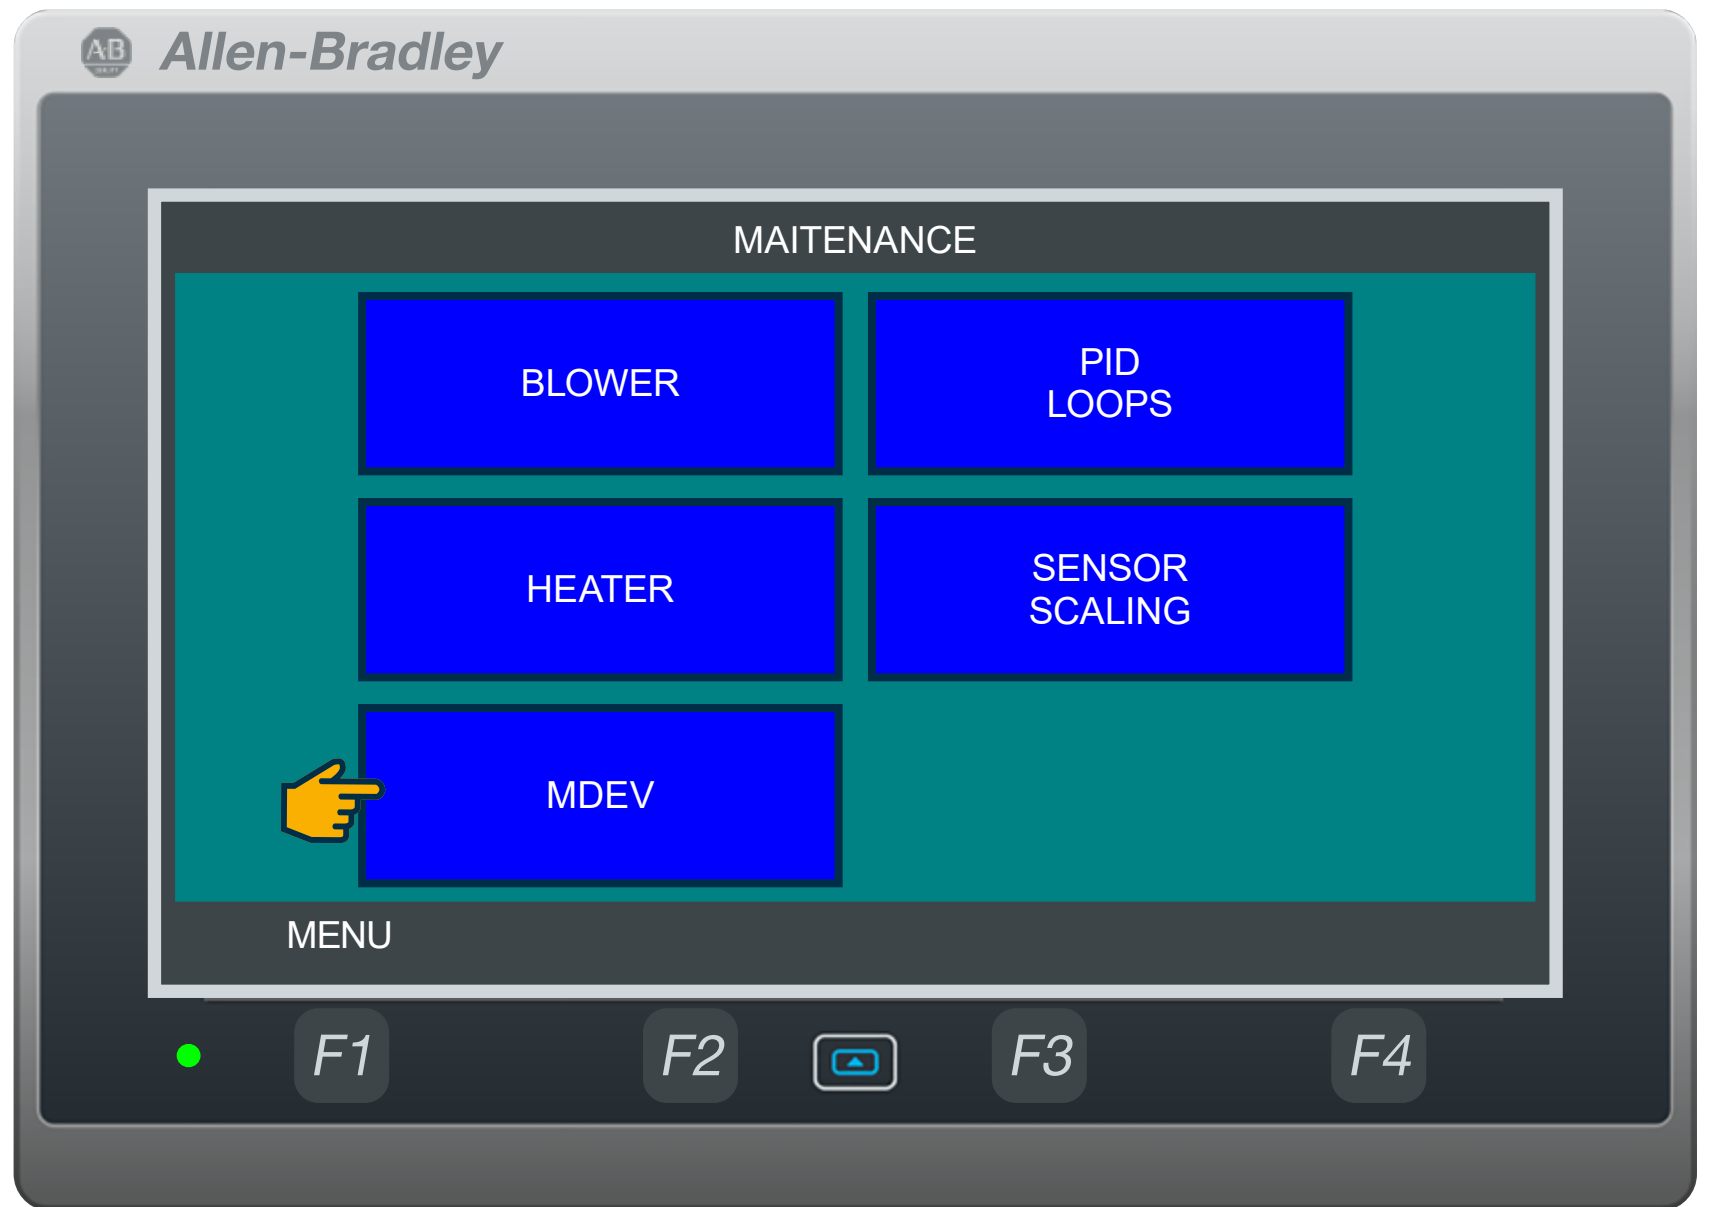 Allen-Bradley
MAITENANCE
BLOWER
PID
LOOPS
HEATER
SENSOR
SCALING
MDEV
MENU
F1
F2
F3
F4